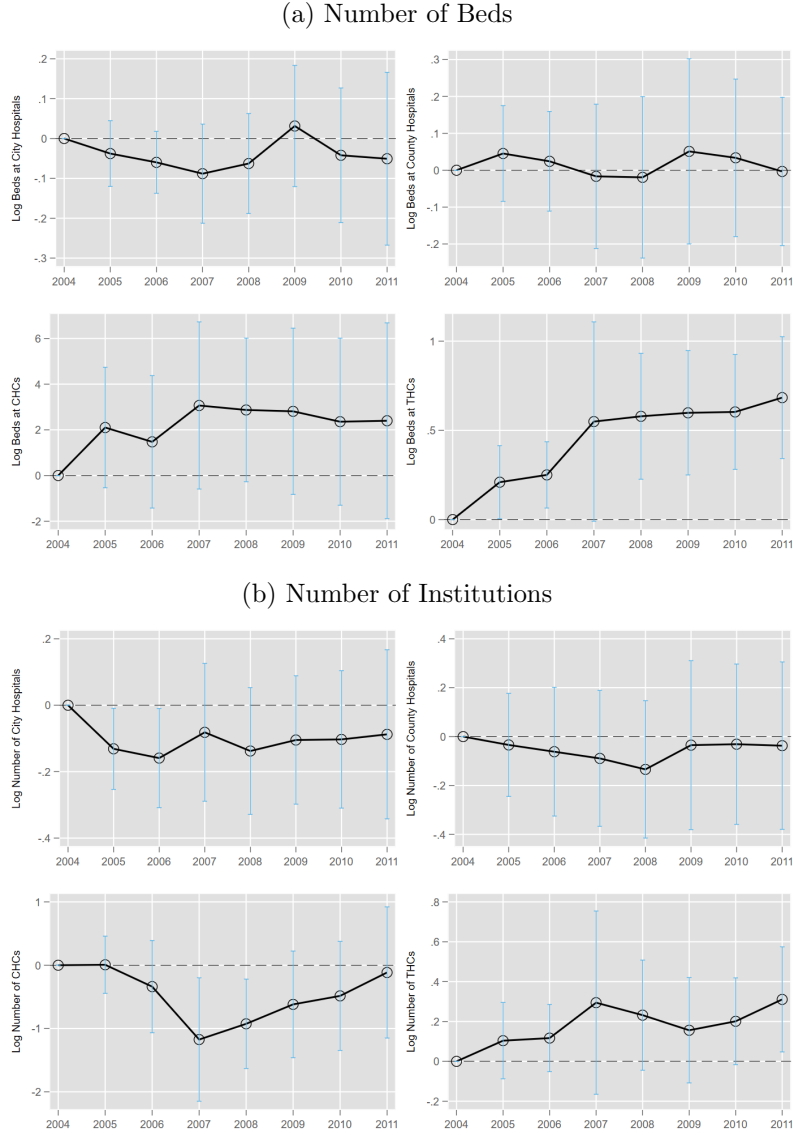 (a) Number of Beds
Log Beds at City Hospitals
.2
.1
0
-.1
-.2
-.3
2004 2005 2006 2007 2008 2009 2010 2011
Log Beds at County Hospitals
.3
.2
.1
0
-.1
-.2
2004 2005 2006 2007 2008 2009 2010 2011
Log Beds at CHCs
6
4
2
0
-2
2004 2005 2006 2007 2008 2009 2010 2011
Log Beds at THCs
1
.5
0
2004 2005 2006 2007 2008 2009 2010 2011
(b) Number of Institutions
Log Number of City Hospitals
.2
0
-.2
-.4
2004 2005 2006 2007 2008 2009 2010 2011
Log Number of County Hospitals
.4
.2
0
-.2
-.4
2004 2005 2006 2007 2008 2009 2010 2011
Log Number of CHCs
1
0
-1
-2
2004 2005 2006 2007 2008 2009 2010 2011
Log Number of THCs
.8
.6
.4
.2
0
-.2
2004 2005 2006 2007 2008 2009 2010 2011